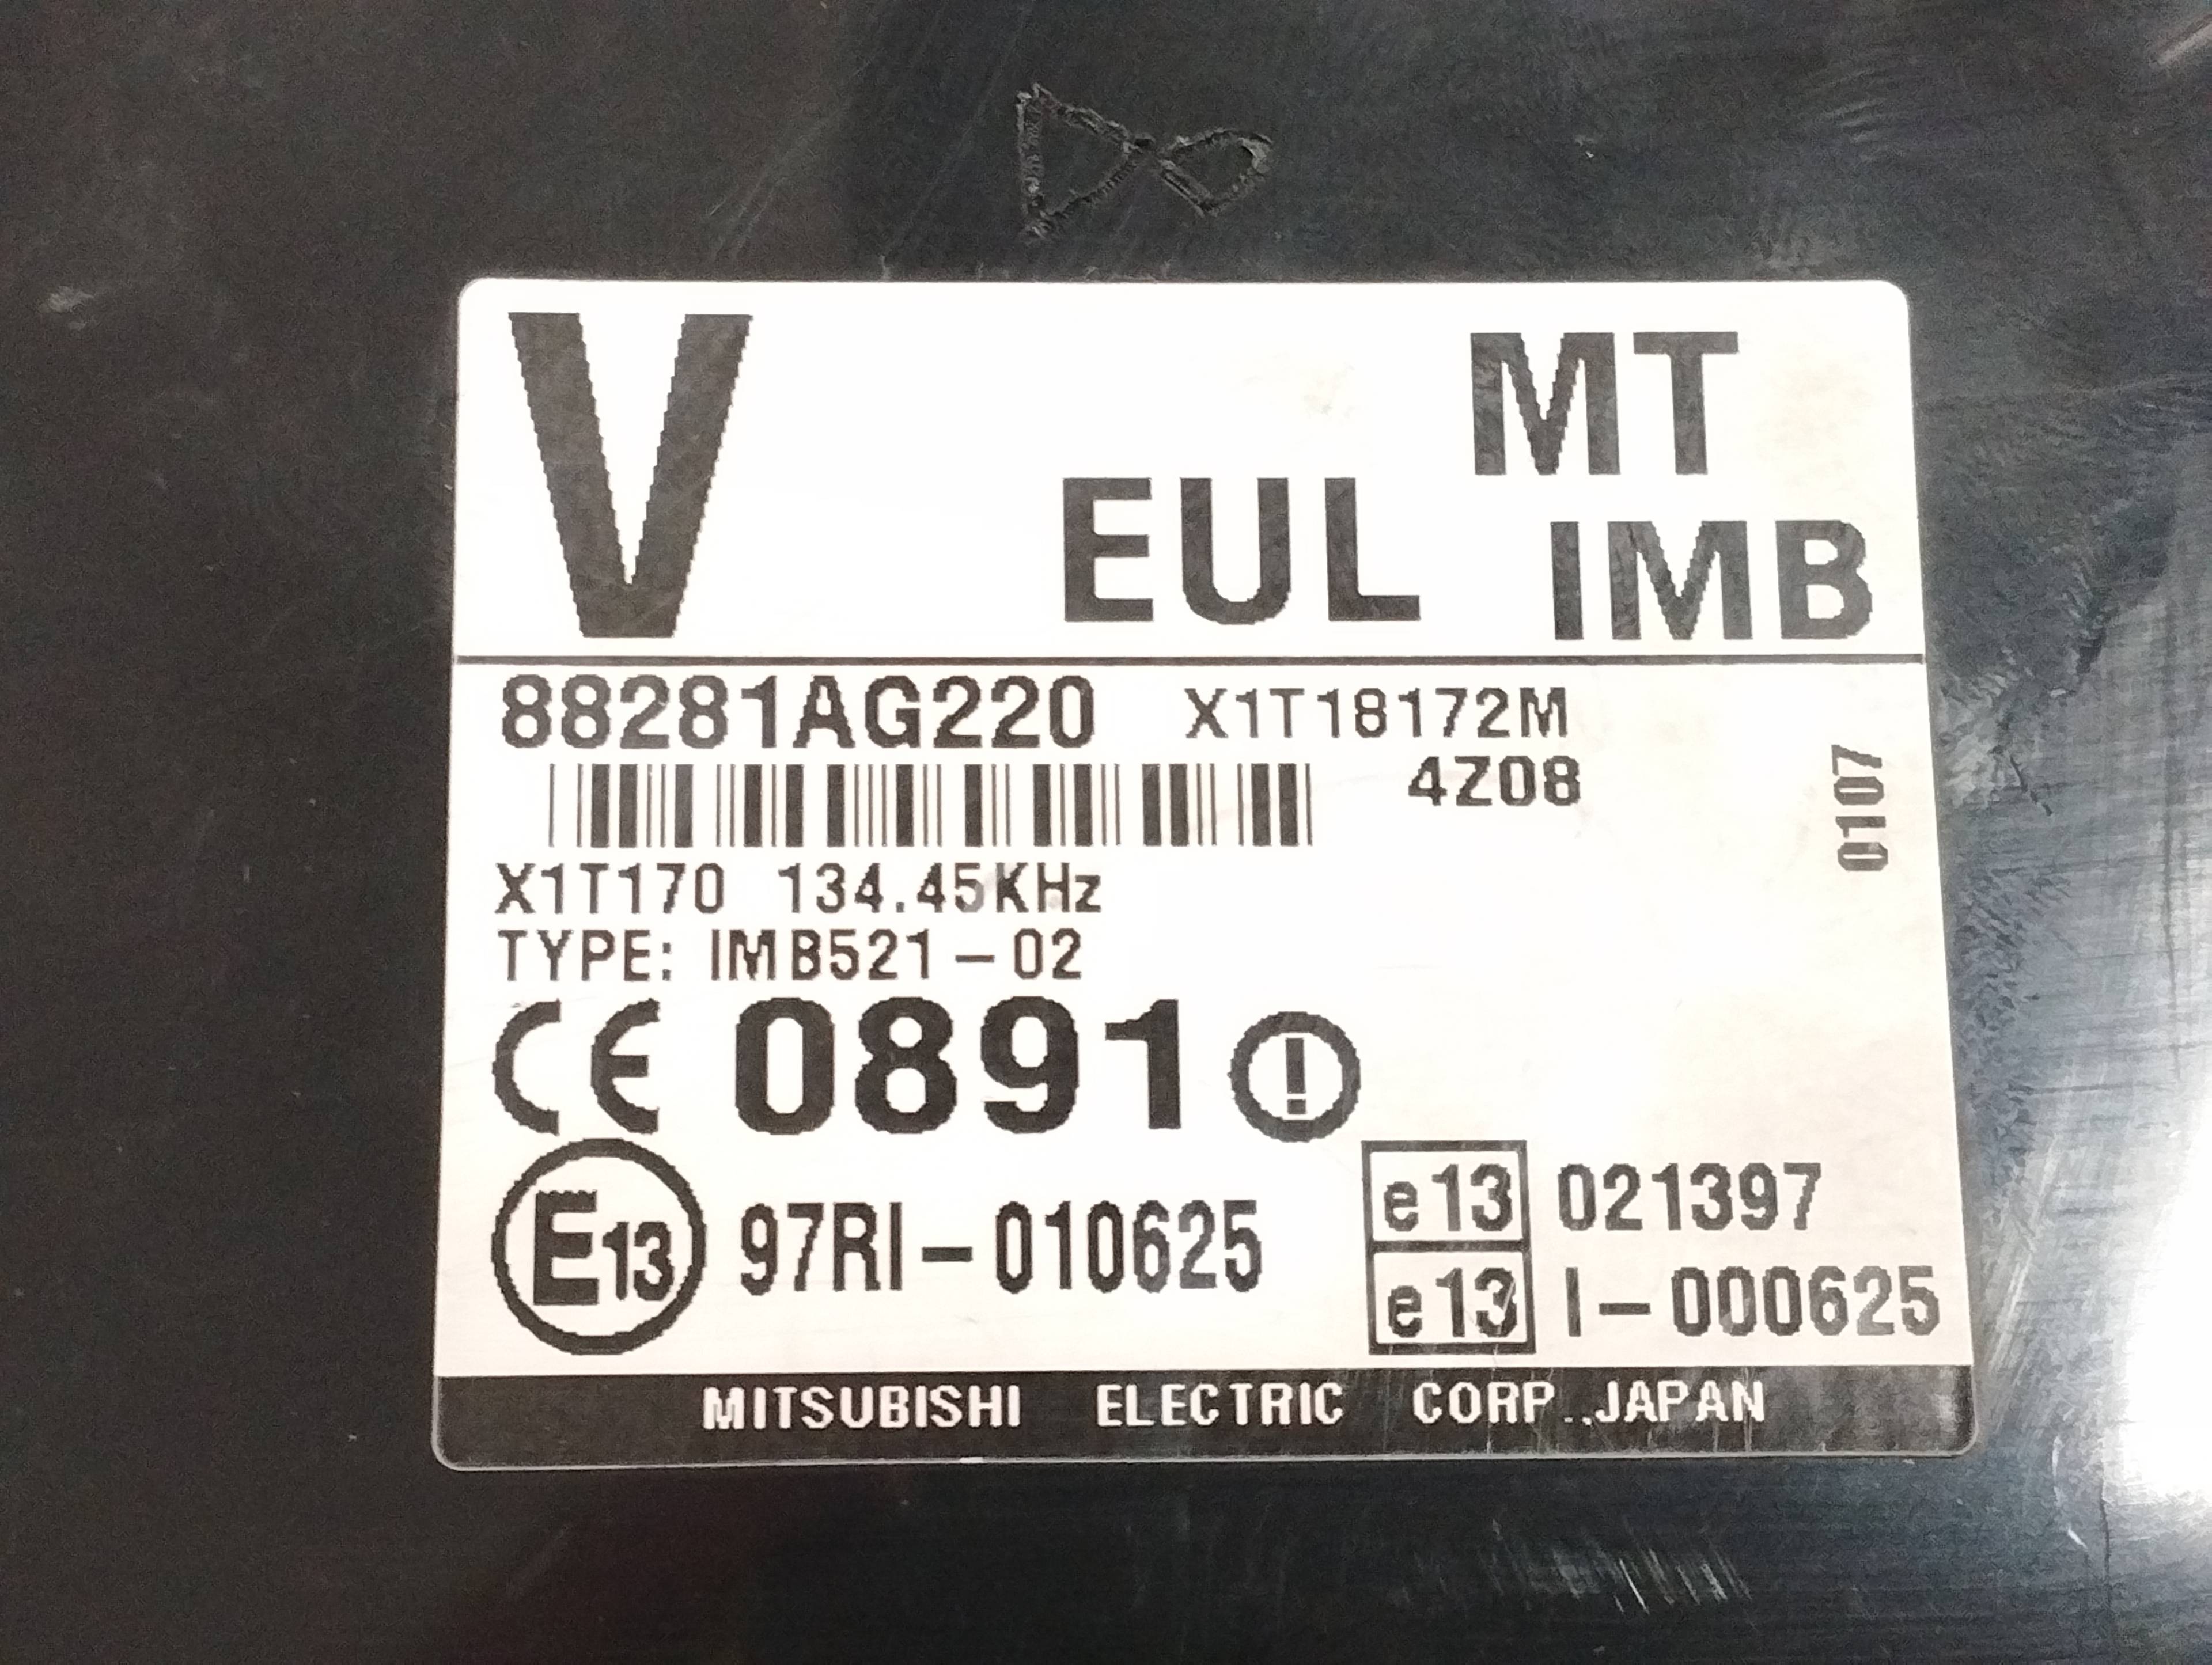 V EUL MT
IMB
88281AG220 X1T18172M
4Z08
0107
X1T170 134.45KHz
TYPE: IMB521-02
CE 0891
E13 97RI-010625
e13 021397
e13 I-000625
MITSUBISHI ELECTRIC CORP.,JAPAN